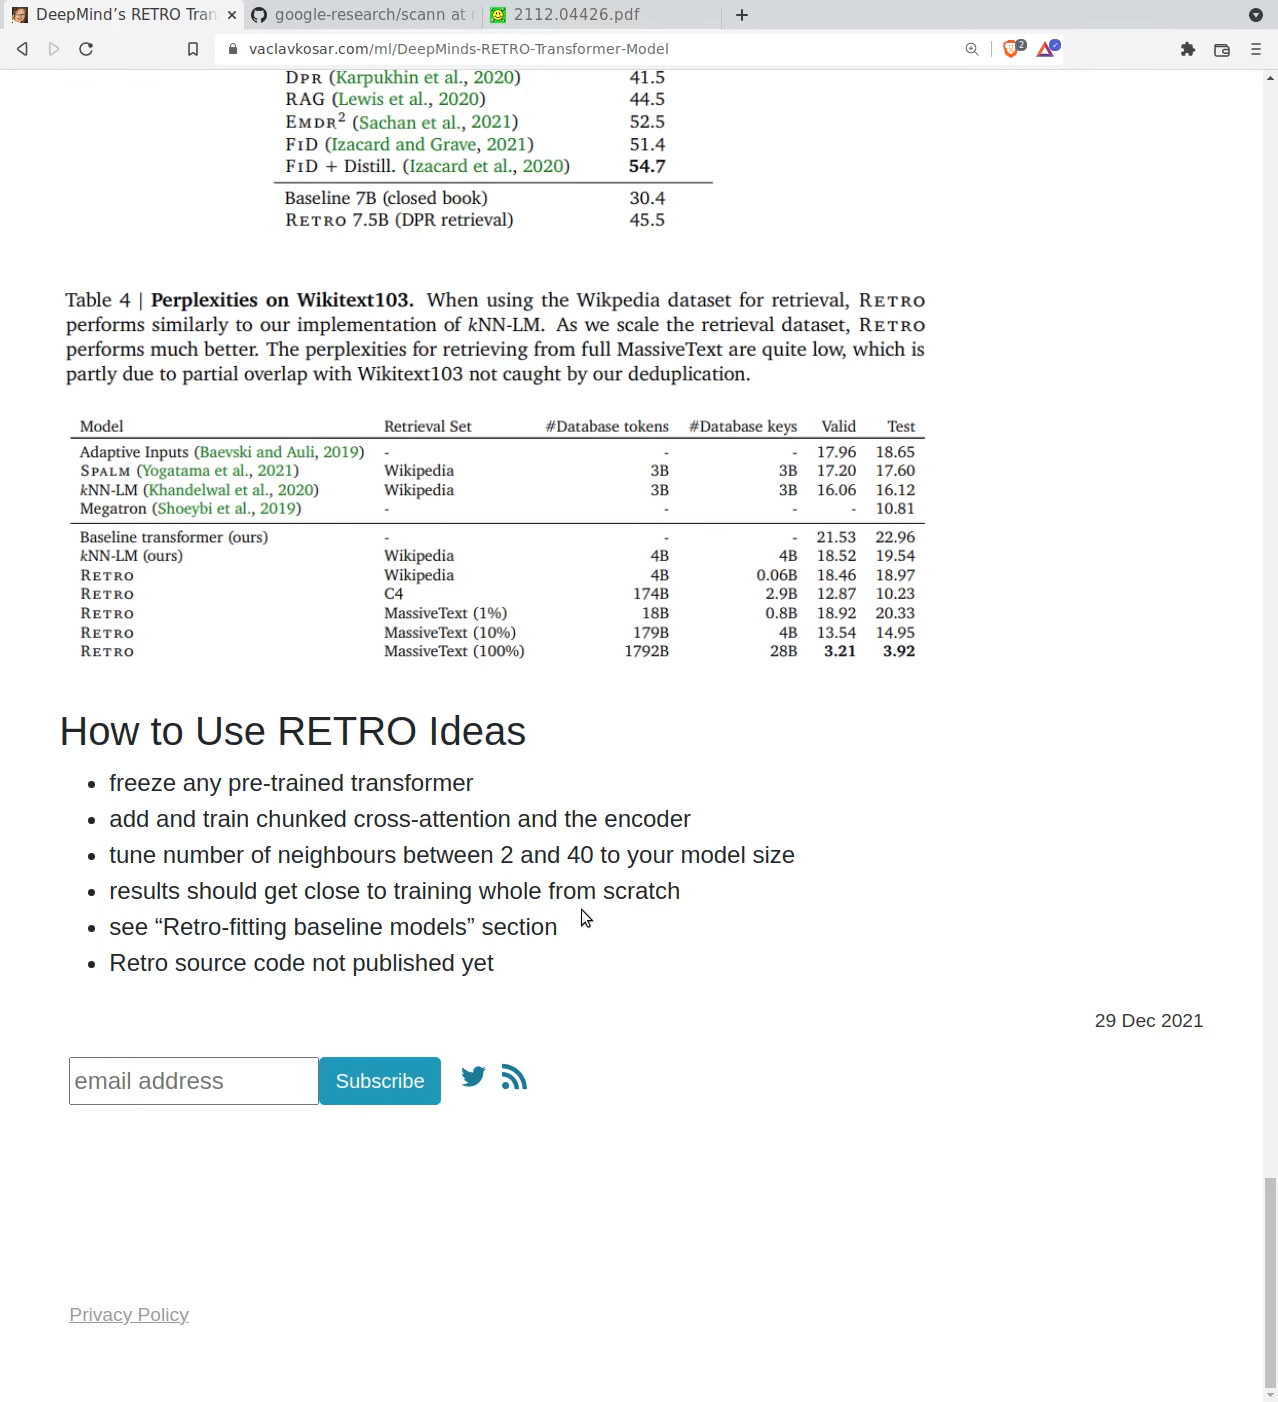 DeepMind's RETRO Tran
google-research/scann at
2112.04426.pdf
vaclavkosar.com/ml/DeepMinds-RETRO-Transformer-Model
2
DPR (Karpukhin et al., 2020) 41.5
RAG (Lewis et al., 2020) 44.5
EMDR2 (Sachan et al., 2021) 52.5
FID (Izacard and Grave, 2021) 51.4
FID + Distill. (Izacard et al., 2020) 54.7
Baseline 7B (closed book) 30.4
RETRO 7.5B (DPR retrieval) 45.5
Table 4 | Perplexities on Wikitext103. When using the Wikpedia dataset for retrieval, RETRO
performs similarly to our implementation of kNN-LM. As we scale the retrieval dataset, RETRO
performs much better. The perplexities for retrieving from full MassiveText are quite low, which is
partly due to partial overlap with Wikitext103 not caught by our deduplication.
Model Retrieval Set #Database tokens #Database keys Valid Test
Adaptive Inputs (Baevski and Auli, 2019) - - - 17.96 18.65
SPALM (Yogatama et al., 2021) Wikipedia 3B 3B 17.20 17.60
kNN-LM (Khandelwal et al., 2020) Wikipedia 3B 3B 16.06 16.12
Megatron (Shoeybi et al., 2019) - - - - 10.81
Baseline transformer (ours) - - - 21.53 22.96
kNN-LM (ours) Wikipedia 4B 4B 18.52 19.54
RETRO Wikipedia 4B 0.06B 18.46 18.97
RETRO C4 174B 2.9B 12.87 10.23
RETRO MassiveText (1%) 18B 0.8B 18.92 20.33
RETRO MassiveText (10%) 179B 4B 13.54 14.95
RETRO MassiveText (100%) 1792B 28B 3.21 3.92
How to Use RETRO Ideas
• freeze any pre-trained transformer
• add and train chunked cross-attention and the encoder
• tune number of neighbours between 2 and 40 to your model size
• results should get close to training whole from scratch
• see “Retro-fitting baseline models” section
• Retro source code not published yet
29 Dec 2021
email address Subscribe
Privacy Policy